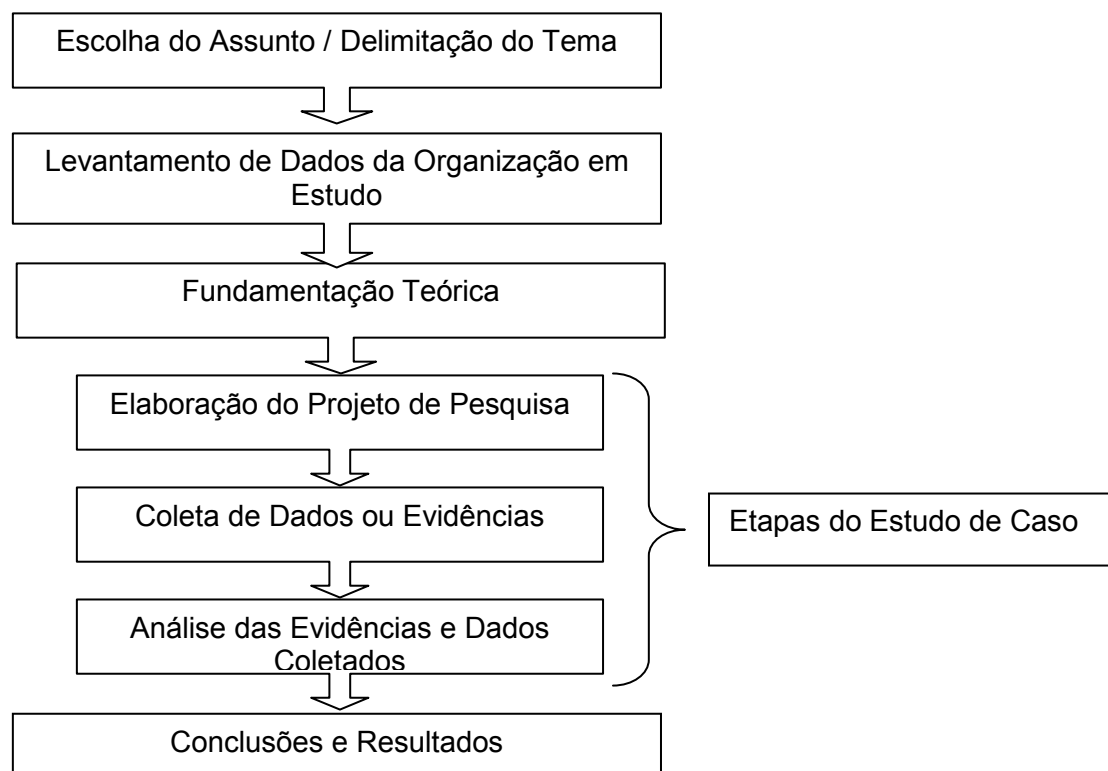 Escolha do Assunto / Delimitação do Tema
Levantamento de Dados da Organização em
Estudo
Fundamentação Teórica
Elaboração do Projeto de Pesquisa
Coleta de Dados ou Evidências
Etapas do Estudo de Caso
Análise das Evidências e Dados
Coletados
Conclusões e Resultados